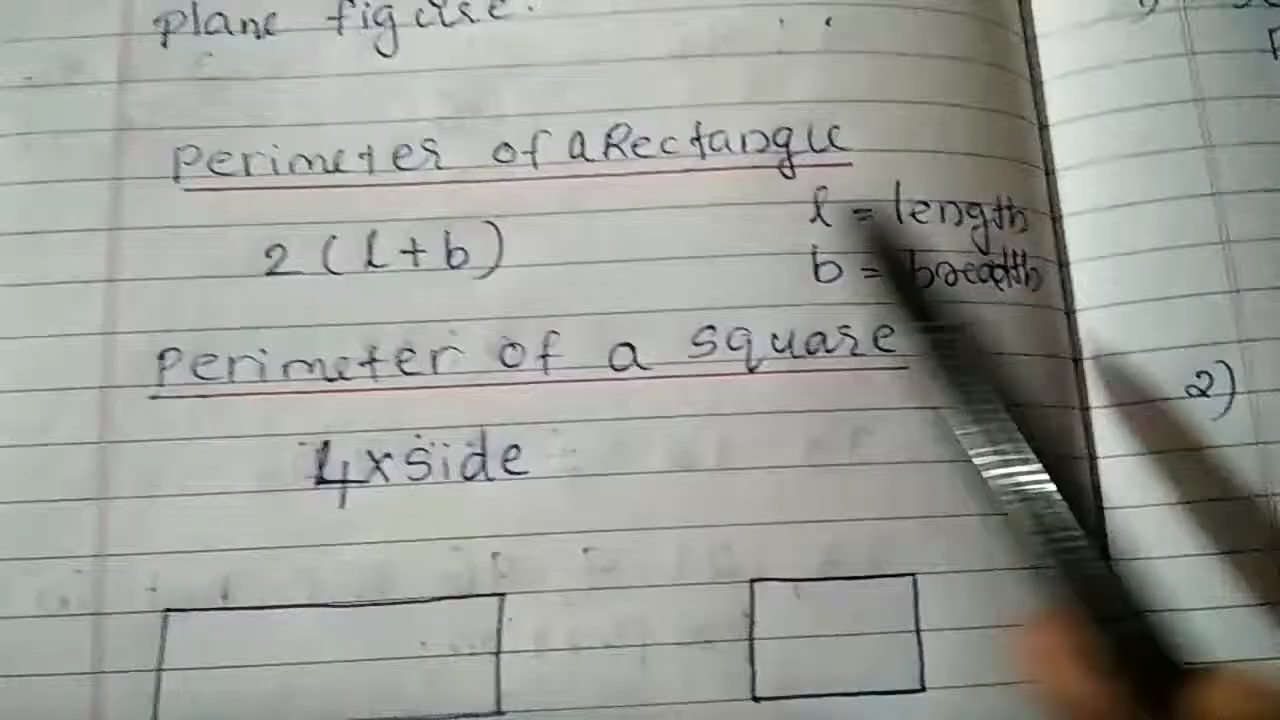 plane figure.
Perimeter of a Rectangle
l = length
2 (l + b)
b = breadth
Perimeter of a square
2)
4 x side